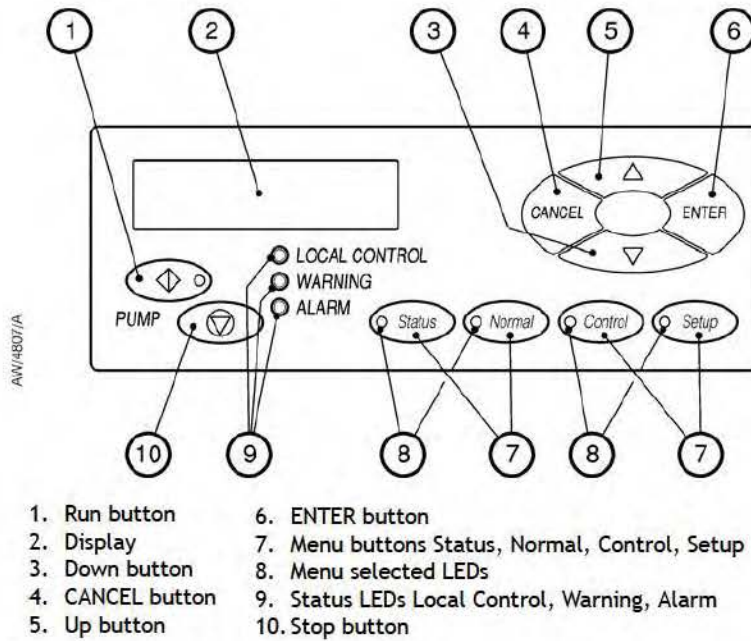 1 2 3 4 5 6
CANCEL ENTER
LOCAL CONTROL
WARNING
ALARM
PUMP
Status Normal Control Setup
AW/4807/A
10 9 8 7 8 7
1. Run button
2. Display
3. Down button
4. CANCEL button
5. Up button
6. ENTER button
7. Menu buttons Status, Normal, Control, Setup
8. Menu selected LEDs
9. Status LEDs Local Control, Warning, Alarm
10. Stop button